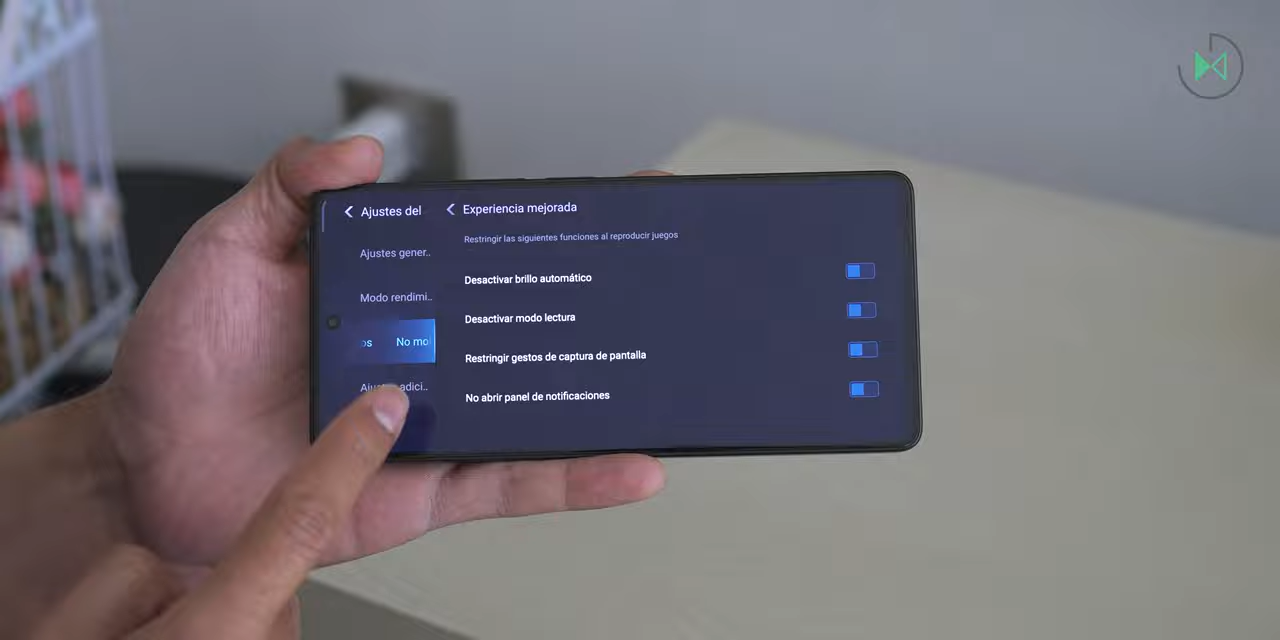 Ajustes del
Experiencia mejorada
Restringir las siguientes funciones al reproducir juegos
Ajustes gener..
Desactivar brillo automático
Modo rendimi..
Desactivar modo lectura
os No mo
Restringir gestos de captura de pantalla
adici..
No abrir panel de notificaciones